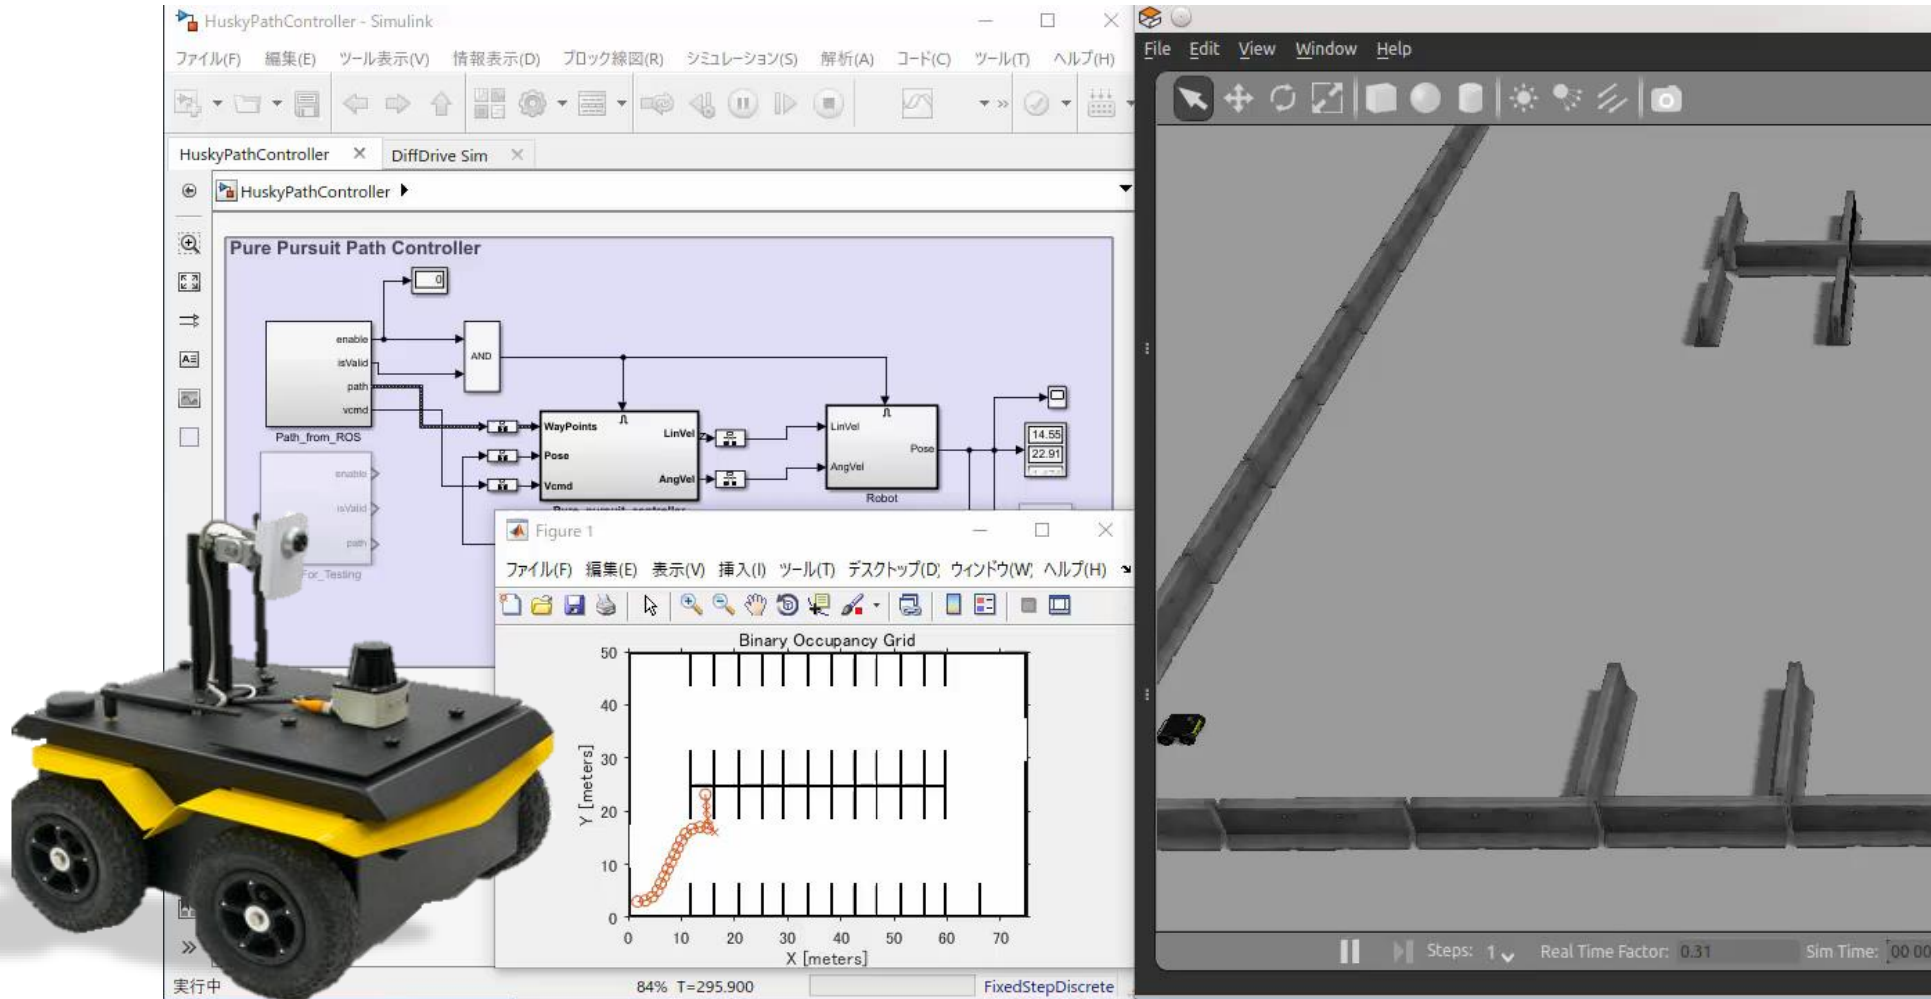 HuskyPathController - Simulink
ファイル(F) 編集(E) ツール表示(V) 情報表示(D) ブロック線図(R) シミュレーション(S) 解析(A) コード(C) ツール(T) ヘルプ(H)
HuskyPathController
DiffDrive Sim
HuskyPathController
Pure Pursuit Path Controller
0
enable
isValid
path
vcmd
AND
Path_from_ROS
WayPoints
Pose
Vcmd
LinVel
AngVel
LinVel
AngVel
Pose
Robot
14.55
22.91
enable
isValid
path
For_Testing
Figure 1
ファイル(F) 編集(E) 表示(V) 挿入(I) ツール(T) デスクトップ(D) ウィンドウ(W) ヘルプ(H)
Binary Occupancy Grid
50
40
30
20
10
0
Y [meters]
0 10 20 30 40 50 60 70
X [meters]
実行中
84% T=295.900
FixedStepDiscrete
File Edit View Window Help
Steps: 1
Real Time Factor: 0.31
Sim Time: 00 00